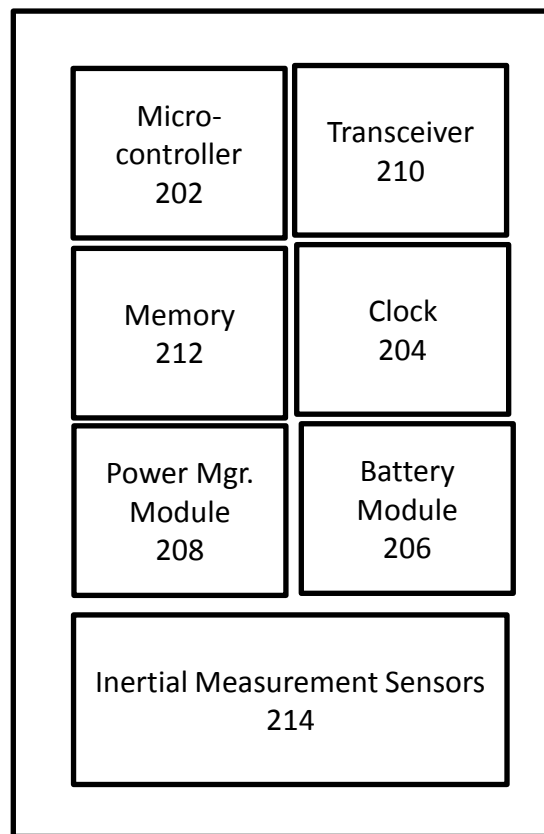 Micro-
controller
202
Transceiver
210
Memory
212
Clock
204
Power Mgr.
Module
208
Battery
Module
206
Inertial Measurement Sensors
214